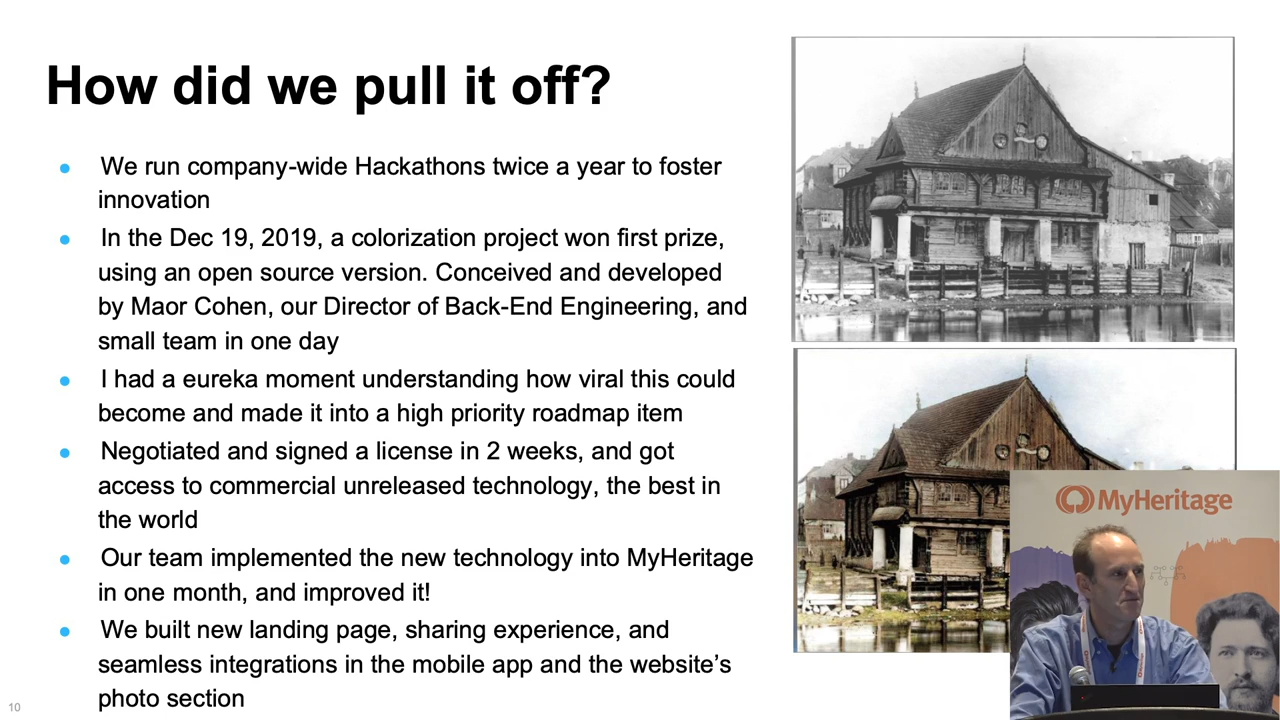 How did we pull it off?
● We run company-wide Hackathons twice a year to foster
innovation
● In the Dec 19, 2019, a colorization project won first prize,
using an open source version. Conceived and developed
by Maor Cohen, our Director of Back-End Engineering, and
small team in one day
● I had a eureka moment understanding how viral this could
become and made it into a high priority roadmap item
● Negotiated and signed a license in 2 weeks, and got
access to commercial unreleased technology, the best in
the world
● Our team implemented the new technology into MyHeritage
in one month, and improved it!
● We built new landing page, sharing experience, and
seamless integrations in the mobile app and the website’s
photo section
10
MyHeritage